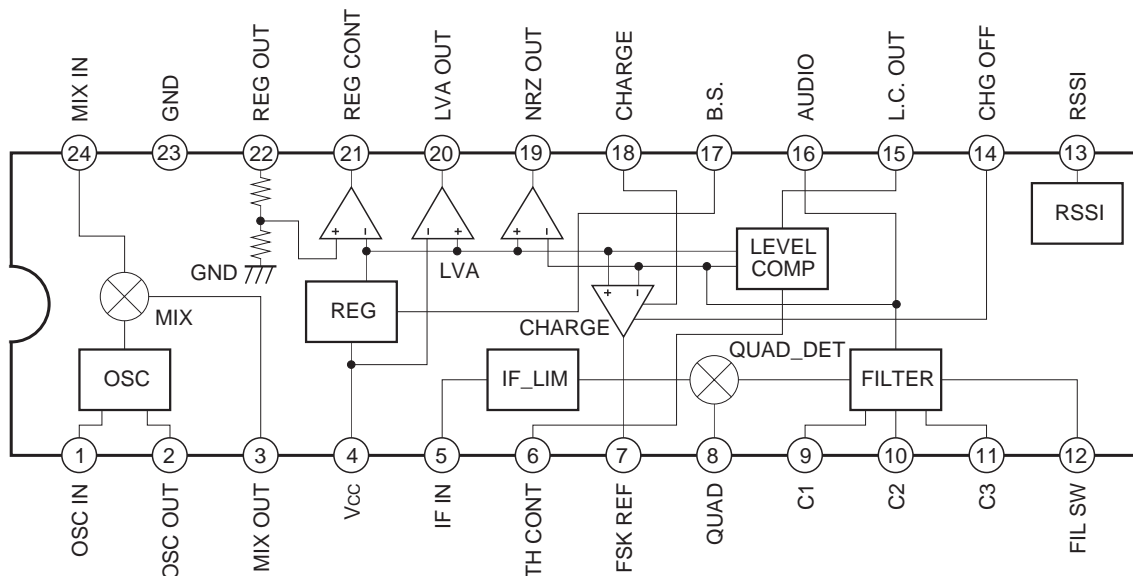 MIX IN
GND
REG OUT
REG CONT
LVA OUT
NRZ OUT
CHARGE
B.S.
AUDIO
L.C. OUT
CHG OFF
RSSI
24
23
22
21
20
19
18
17
16
15
14
13
RSSI
+
−
−
+
+
−
LEVEL
COMP
GND
LVA
REG
+
−
MIX
CHARGE
QUAD_DET
OSC
IF_LIM
FILTER
1
2
3
4
5
6
7
8
9
10
11
12
OSC IN
OSC OUT
MIX OUT
Vcc
IF IN
TH CONT
FSK REF
QUAD
C1
C2
C3
FIL SW